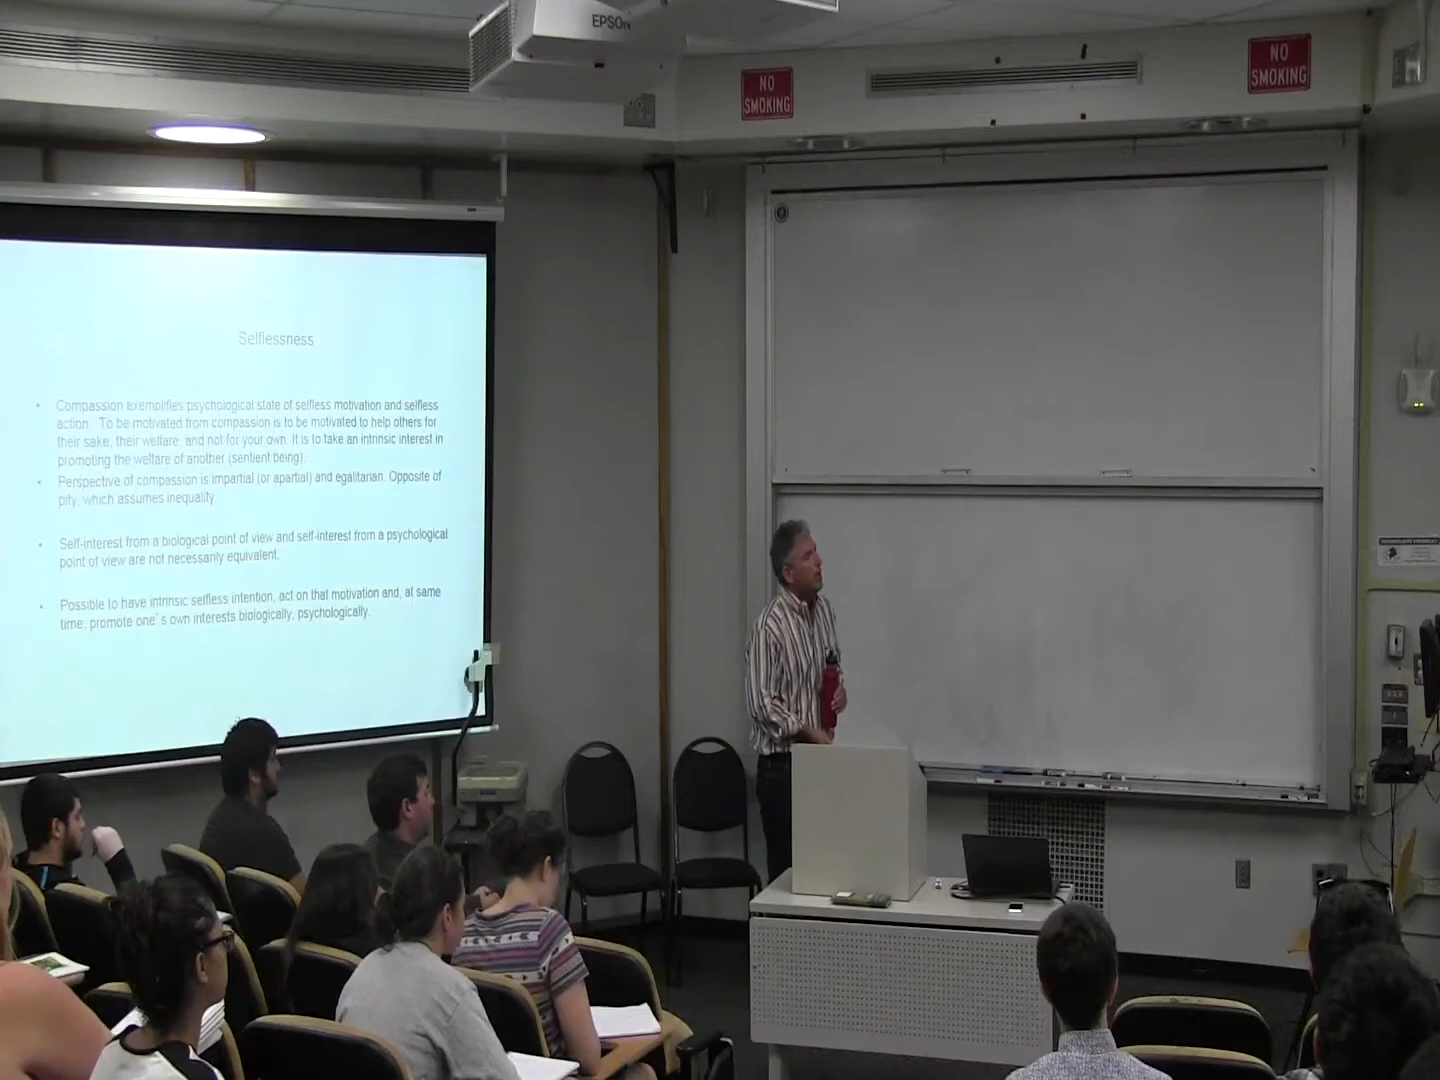 EPSON
NO
SMOKING
NO
SMOKING
Selflessness
• Compassion exemplifies psychological state of selfless motivation and selfless
action. To be motivated from compassion is to be motivated to help others for
their sake, their welfare, and not for your own. It is to take an intrinsic interest in
promoting the welfare of another (sentient being).
• Perspective of compassion is impartial (or apartial) and egalitarian. Opposite of
pity, which assumes inequality
• Self-interest from a biological point of view and self-interest from a psychological
point of view are not necessarily equivalent.
• Possible to have intrinsic selfless intention, act on that motivation and, at same
time, promote one's own interests biologically, psychologically.